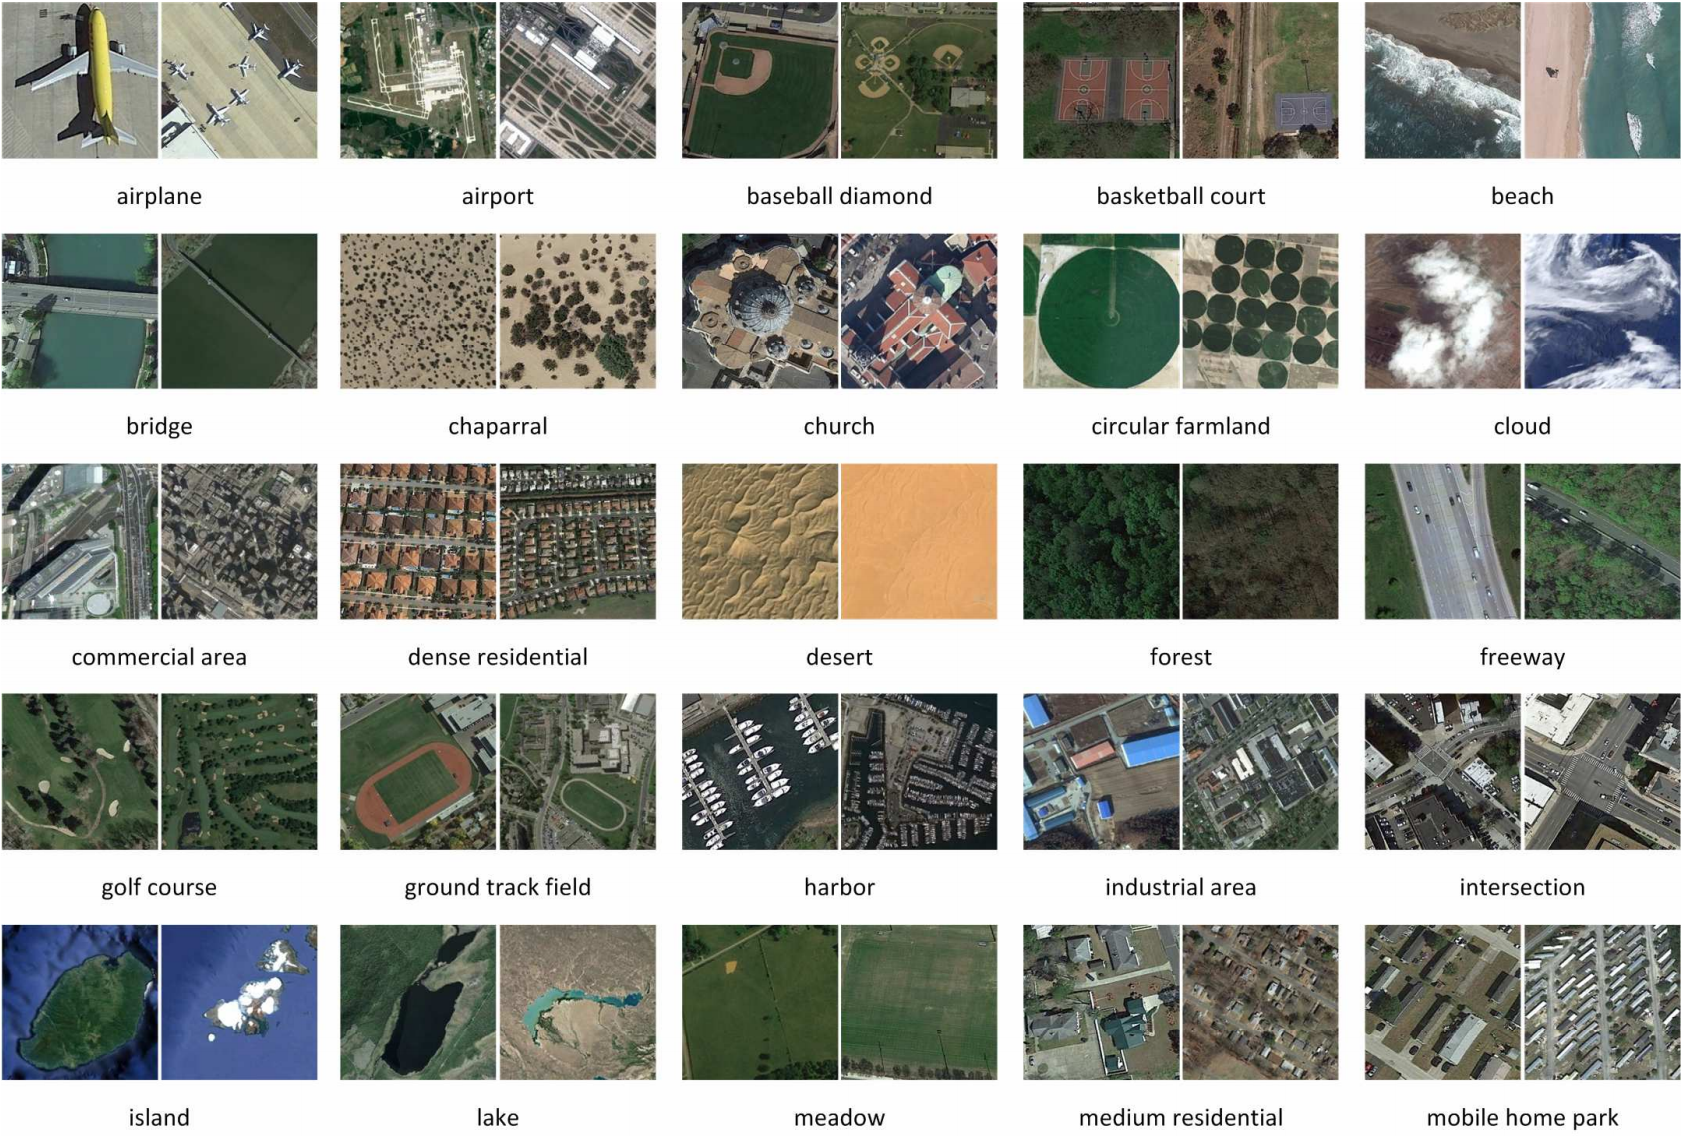 airplane
airport
baseball diamond
basketball court
beach
bridge
chaparral
church
circular farmland
cloud
commercial area
dense residential
desert
forest
freeway
golf course
ground track field
harbor
industrial area
intersection
island
lake
meadow
medium residential
mobile home park